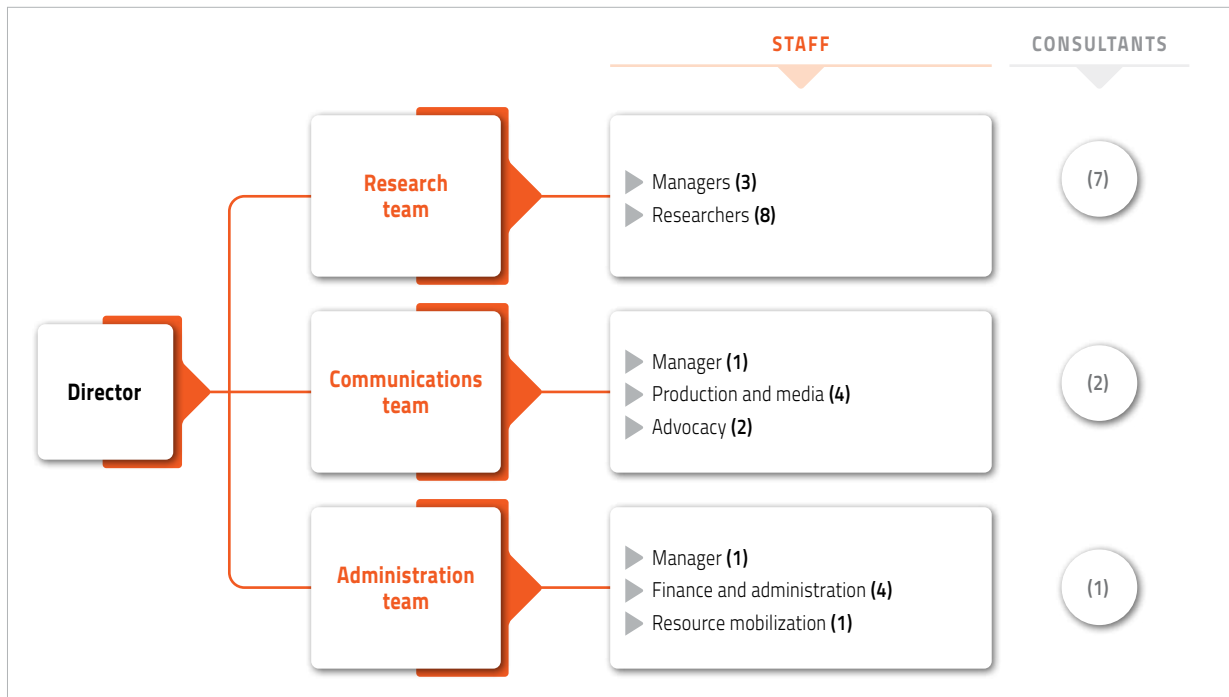 STAFF
CONSULTANTS
Director
Research
team
Managers (3)
Researchers (8)
(7)
Communications
team
Manager (1)
Production and media (4)
Advocacy (2)
(2)
Administration
team
Manager (1)
Finance and administration (4)
Resource mobilization (1)
(1)